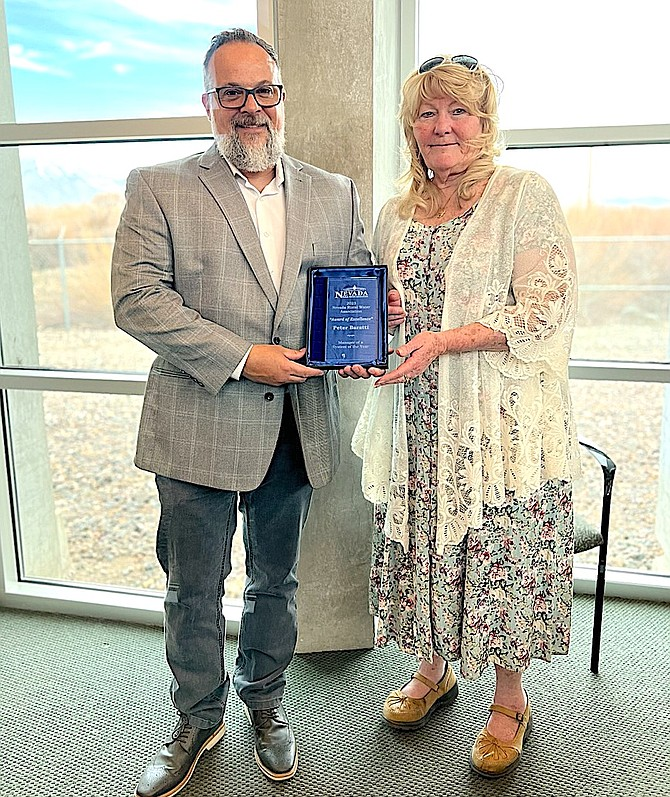 NEVADA
2023
Nevada Rural Water
Association
"Award of Excellence"
Peter Baratti
Manager of a
System of the Year